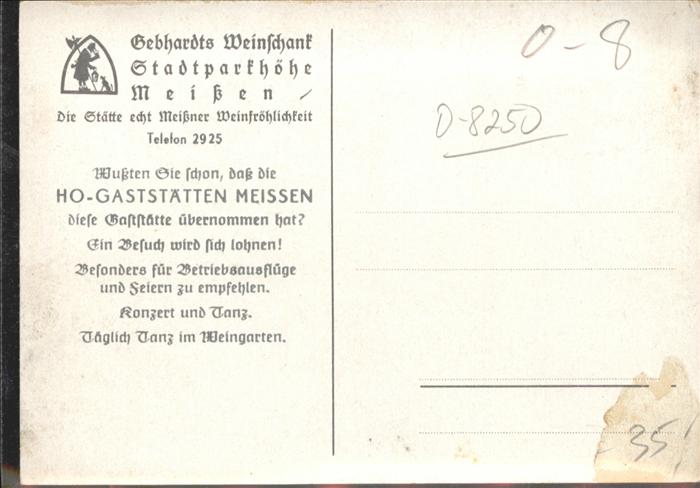 Gebhardts Weinschank
Stadtparkhöhe
Meißen
Die Stätte echt Meißner Weinfröhlichkeit
Telefon 2925
Wußten Sie schon, daß die
HO-GASTSTÄTTEN MEISSEN
diese Gaststätte übernommen hat?
Ein Besuch wird sich lohnen!
Besonders für Betriebsausflüge
und Feiern zu empfehlen.
Konzert und Tanz.
Täglich Tanz im Weingarten.
O-8
D-8250
35